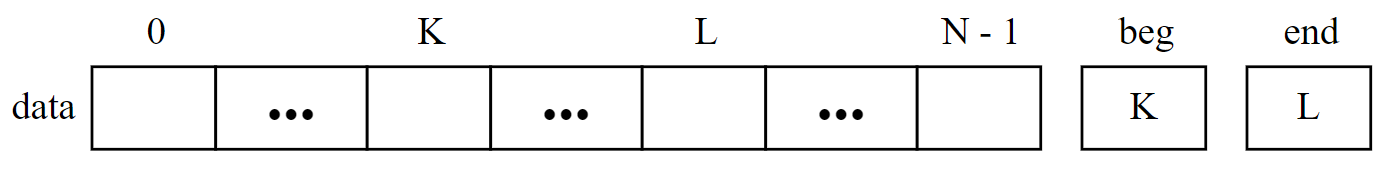 0 K L N - 1 beg end
data ... ... ... K L